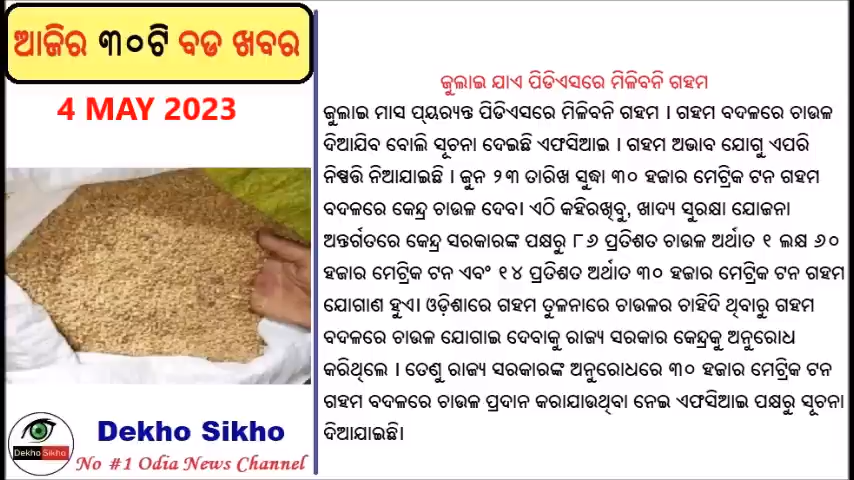 ଆଜିର ୩୦ଟି ବଡ ଖବର
4 MAY 2023
ଜୁଲାଇ ଯାଏ ପିଡିଏସରେ ମିଳିବନି ଗହମ
ଜୁଲାଇ ମାସ ପ୍ୟର୍ୟ୍ୟନ୍ତ ପିଡିଏସରେ ମିଳିବନି ଗହମ । ଗହମ ବଦଳରେ ଚାଉଳ
ଦିଆଯିବ ବୋଲି ସୂଚନା ଦେଇଛି ଏଫସିଆଇ । ଗହମ ଅଭାବ ଯୋଗୁ ଏପରି
ନିଷ୍ପତ୍ତି ନିଆଯାଇଛି । ଜୁନ ୨୩ ତାରିଖ ସୁଦ୍ଧା ୩୦ ହଜାର ମେଟ୍ରିକ ଟନ ଗହମ
ବଦଳରେ କେନ୍ଦ୍ର ଚାଉଳ ଦେବ। ଏଠି କହିରଖିବୁ, ଖାଦ୍ୟ ସୁରକ୍ଷା ଯୋଜନା
ଅନ୍ତର୍ଗତରେ କେନ୍ଦ୍ର ସରକାରଙ୍କ ପକ୍ଷରୁ ୮୬ ପ୍ରତିଶତ ଚାଉଳ ଅର୍ଥାତ ୧ ଲକ୍ଷ ୬୦
ହଜାର ମେଟ୍ରିକ ଟନ ଏବଂ ୧୪ ପ୍ରତିଶତ ଅର୍ଥାତ ୩୦ ହଜାର ମେଟ୍ରିକ ଟନ ଗହମ
ଯୋଗାଣ ହୁଏ। ଓଡ଼ିଶାରେ ଗହମ ତୁଳନାରେ ଚାଉଳର ଚାହିଦି ଥିବାରୁ ଗହମ
ବଦଳରେ ଚାଉଳ ଯୋଗାଇ ଦେବାକୁ ରାଜ୍ୟ ସରକାର କେନ୍ଦ୍ରକୁ ଅନୁରୋଧ
କରିଥିଲେ । ତେଣୁ ରାଜ୍ୟ ସରକାରଙ୍କ ଅନୁରୋଧରେ ୩୦ ହଜାର ମେଟ୍ରିକ ଟନ
ଗହମ ବଦଳରେ ଚାଉଳ ପ୍ରଦାନ କରାଯାଉଥିବା ନେଇ ଏଫସିଆଇ ପକ୍ଷରୁ ସୂଚନା
ଦିଆଯାଇଛି।
Dekho Sikho
Dekho Sikho
No #1 Odia News Channel